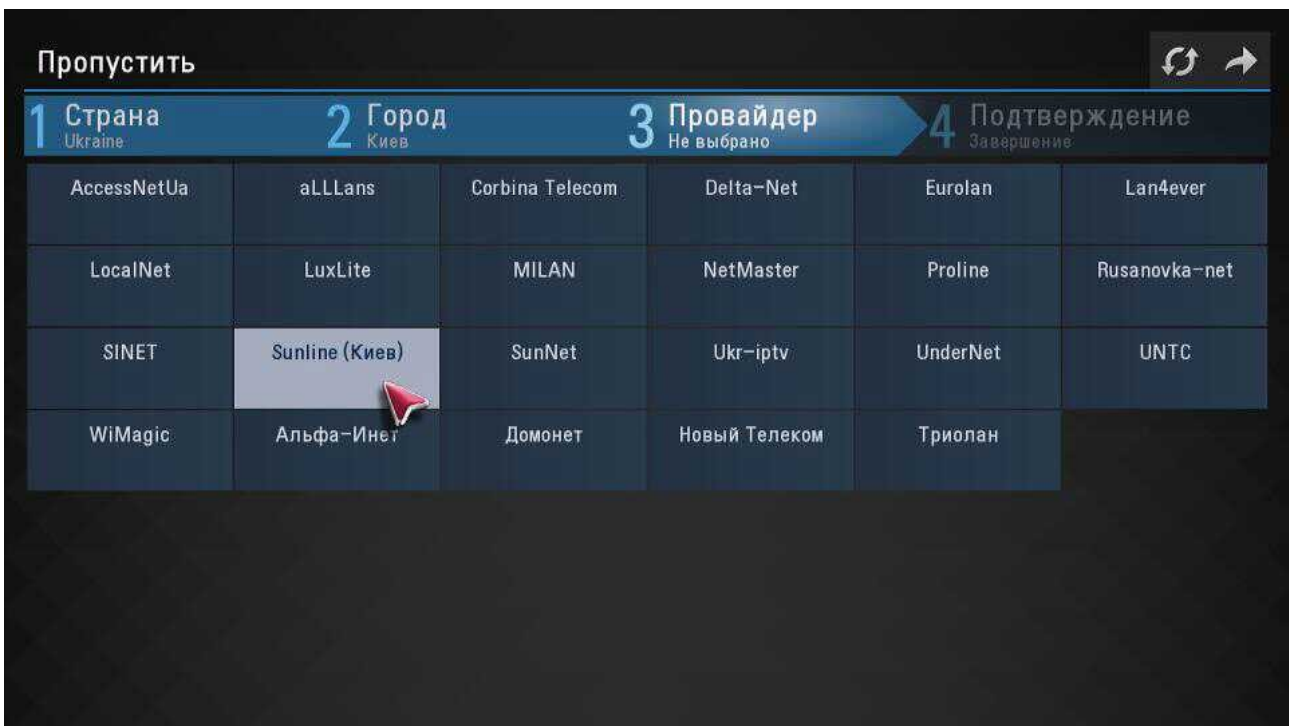 Пропустить
1 Страна
Ukraine
2 Город
Киев
3 Провайдер
Не выбрано
4 Подтверждение
Завершение
AccessNetUa
aLLLans
Corbina Telecom
Delta-Net
Eurolan
Lan4ever
LocalNet
LuxLite
MILAN
NetMaster
Proline
Rusanovka-net
SINET
Sunline (Киев)
SunNet
Ukr-iptv
UnderNet
UNTC
WiMagic
Альфа-Инет
Домонет
Новый Телеком
Триолан